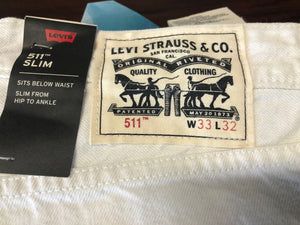 LEVI'S
511™
SLIM
SITS BELOW WAIST
SLIM FROM
HIP TO ANKLE
LEVI STRAUSS & CO.
SAN FRANCISCO
CAL.
ORIGINAL RIVETED
QUALITY CLOTHING
PATENTED MAY 20 1873
511™ W33 L32